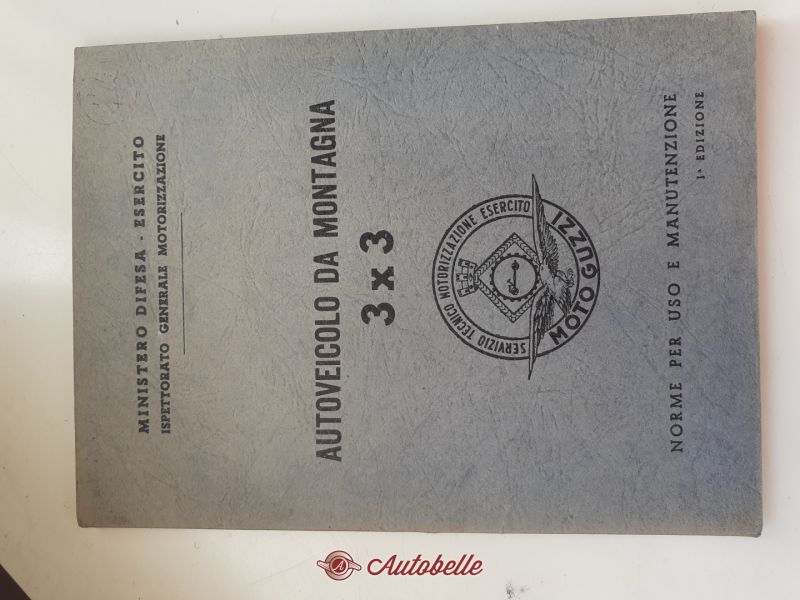 MINISTERO DIFESA - ESERCITO
ISPETTORATO GENERALE MOTORIZZAZIONE
AUTOVEICOLO DA MONTAGNA
3 x 3
SERVIZIO TECNICO MOTORIZZAZIONE ESERCITO
MOTO GUZZI
NORME PER USO E MANUTENZIONE
1ª EDIZIONE
A
Autobelle